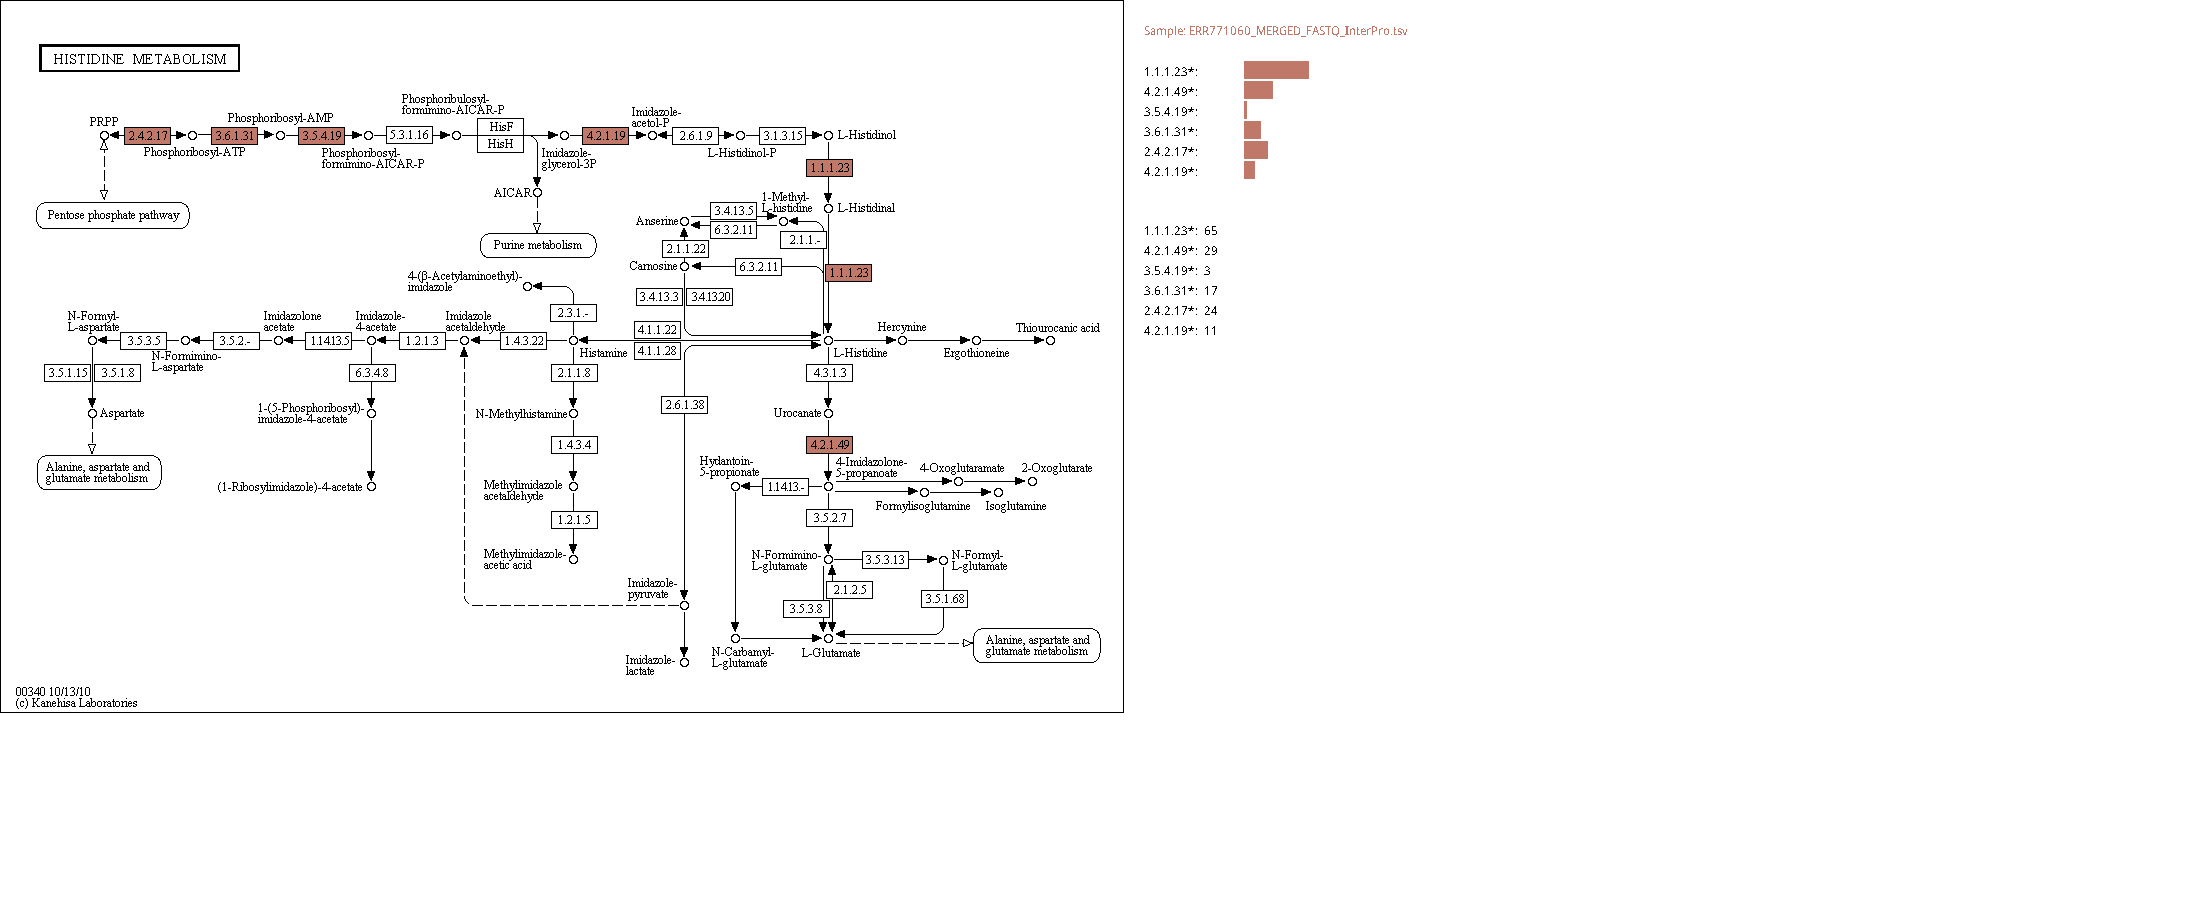 HISTIDINE METABOLISM
Sample: ERR771060_MERGED_FASTQ_InterPro.tsv
1.1.1.23*:
4.2.1.49*:
3.5.4.19*:
3.6.1.31*:
2.4.2.17*:
4.2.1.19*:
1.1.1.23*: 65
4.2.1.49*: 29
3.5.4.19*: 3
3.6.1.31*: 17
2.4.2.17*: 24
4.2.1.19*: 11
PRPP
2.4.2.17
Phosphoribosyl-ATP
3.6.1.31
Phosphoribosyl-AMP
3.5.4.19
Phosphoribosyl-
formimino-AICAR-P
5.3.1.16
Phosphoribulosyl-
formimino-AICAR-P
HisF
HisH
Imidazole-
glycerol-3P
4.2.1.19
Imidazole-
acetol-P
2.6.1.9
L-Histidinol-P
3.1.3.15
L-Histidinol
1.1.1.23
AICAR
Pentose phosphate pathway
Purine metabolism
L-Histidinal
1-Methyl-
L-histidine
Anserine
3.4.13.5
6.3.2.11
2.1.1.-
2.1.1.22
Carnosine
6.3.2.11
1.1.1.23
3.4.13.3
3.4.13.20
4-(β-Acetylaminoethyl)-
imidazole
2.3.1.-
N-Formyl-
L-aspartate
3.5.3.5
N-Formimino-
L-aspartate
3.5.2.-
Imidazolone
acetate
1.14.13.5
Imidazole-
4-acetate
1.2.1.3
Imidazole
acetaldehyde
1.4.3.22
Histamine
4.1.1.22
4.1.1.28
L-Histidine
Hercynine
Ergothioneine
Thiourocanic acid
3.5.1.15
3.5.1.8
6.3.4.8
2.1.1.8
4.3.1.3
Aspartate
1-(5-Phosphoribosyl)-
imidazole-4-acetate
N-Methylhistamine
2.6.1.38
Urocanate
1.4.3.4
4.2.1.49
Alanine, aspartate and
glutamate metabolism
(1-Ribosylimidazole)-4-acetate
Methylimidazole
acetaldehyde
Hydantoin-
5-propionate
1.14.13.-
4-Imidazolone-
5-propanoate
4-Oxoglutaramate
2-Oxoglutarate
Formylisoglutamine
Isoglutamine
1.2.1.5
3.5.2.7
Methylimidazole-
acetic acid
N-Formimino-
L-glutamate
3.5.3.13
N-Formyl-
L-glutamate
2.1.2.5
3.5.3.8
3.5.1.68
Imidazole-
pyruvate
Imidazole-
lactate
N-Carbamyl-
L-glutamate
L-Glutamate
Alanine, aspartate and
glutamate metabolism
00340 10/13/10
(c) Kanehisa Laboratories